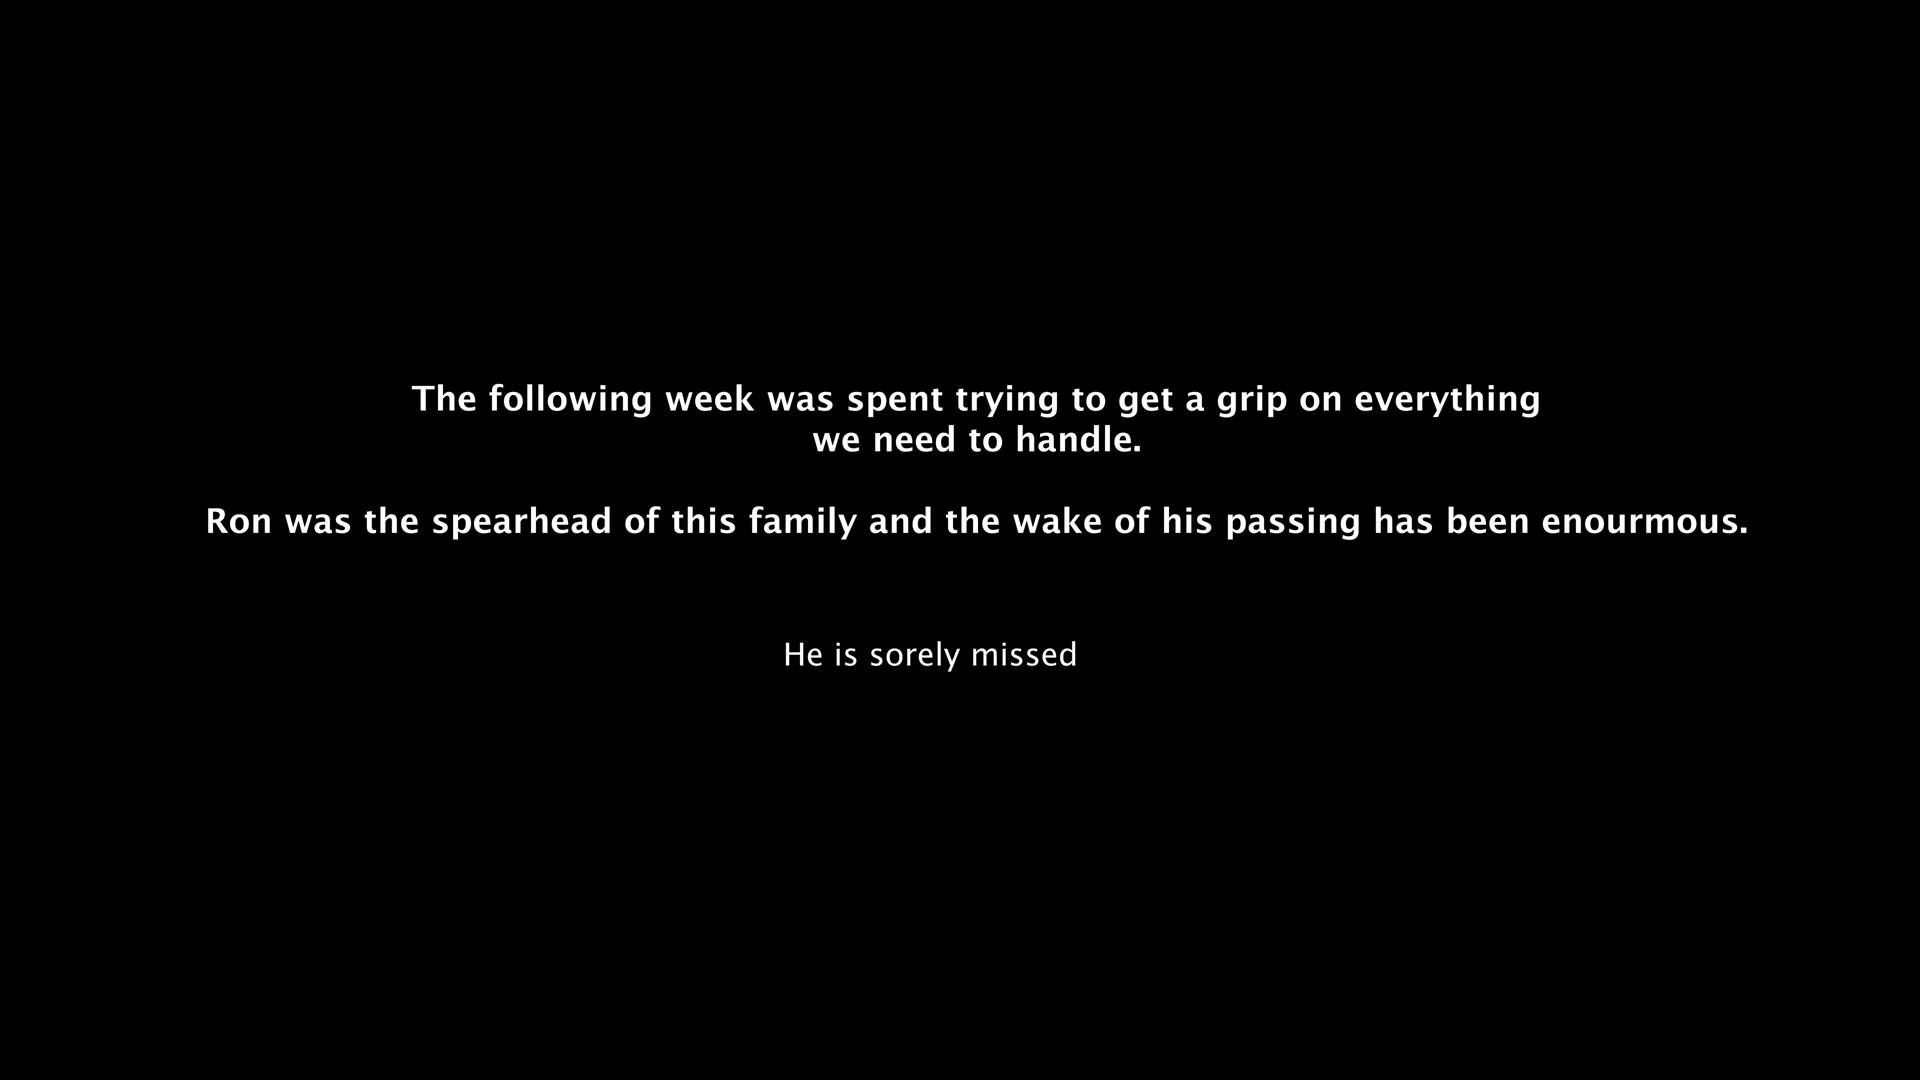 The following week was spent trying to get a grip on everything
we need to handle.
Ron was the spearhead of this family and the wake of his passing has been enourmous.
He is sorely missed